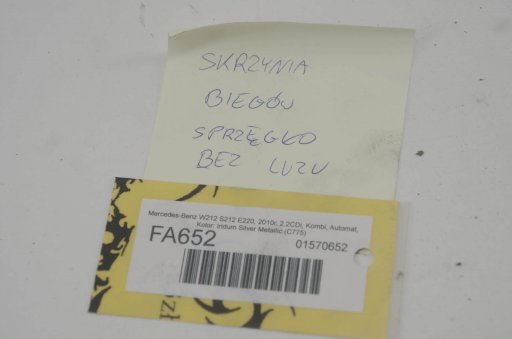 SKRZYNIA
BIEGÓW
SPRZĘGŁO
BEZ LUZU
Mercedes-Benz W212 S212 E220, 2010r, 2.2CDi, Kombi, Automat,
Kolor: Iridium Silver Metallic (C775)
FA652
01570652